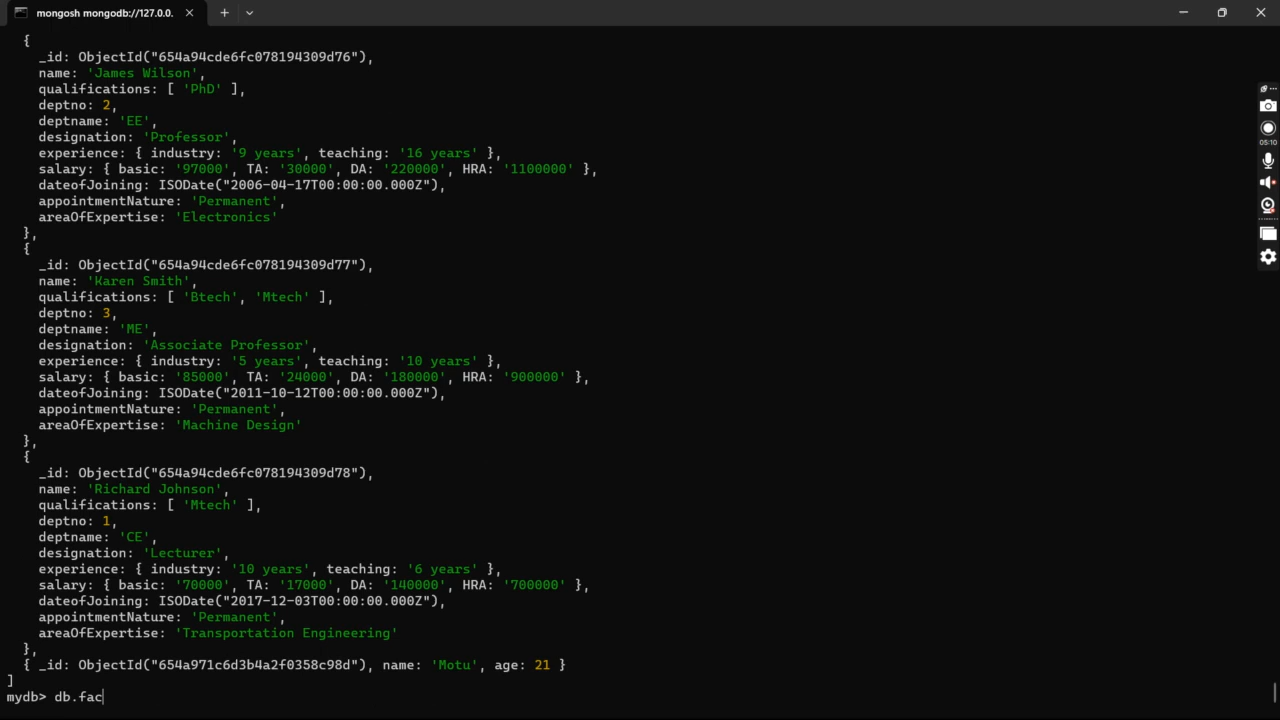 mongosh mongodb://127.0.0.
{
_id: ObjectId("654a94cde6fc078194309d76"),
name: 'James Wilson',
qualifications: [ 'PhD' ],
deptno: 2,
deptname: 'EE',
designation: 'Professor',
experience: { industry: '9 years', teaching: '16 years' },
salary: { basic: '97000', TA: '30000', DA: '220000', HRA: '1100000' },
dateofJoining: ISODate("2006-04-17T00:00:00.000Z"),
appointmentNature: 'Permanent',
areaOfExpertise: 'Electronics'
},
{
_id: ObjectId("654a94cde6fc078194309d77"),
name: 'Karen Smith',
qualifications: [ 'Btech', 'Mtech' ],
deptno: 3,
deptname: 'ME',
designation: 'Associate Professor',
experience: { industry: '5 years', teaching: '10 years' },
salary: { basic: '85000', TA: '24000', DA: '180000', HRA: '900000' },
dateofJoining: ISODate("2011-10-12T00:00:00.000Z"),
appointmentNature: 'Permanent',
areaOfExpertise: 'Machine Design'
},
{
_id: ObjectId("654a94cde6fc078194309d78"),
name: 'Richard Johnson',
qualifications: [ 'Mtech' ],
deptno: 1,
deptname: 'CE',
designation: 'Lecturer',
experience: { industry: '10 years', teaching: '6 years' },
salary: { basic: '70000', TA: '17000', DA: '140000', HRA: '700000' },
dateofJoining: ISODate("2017-12-03T00:00:00.000Z"),
appointmentNature: 'Permanent',
areaOfExpertise: 'Transportation Engineering'
},
{ _id: ObjectId("654a971c6d3b4a2f0358c98d"), name: 'Motu', age: 21 }
]
mydb> db.fac
05:10